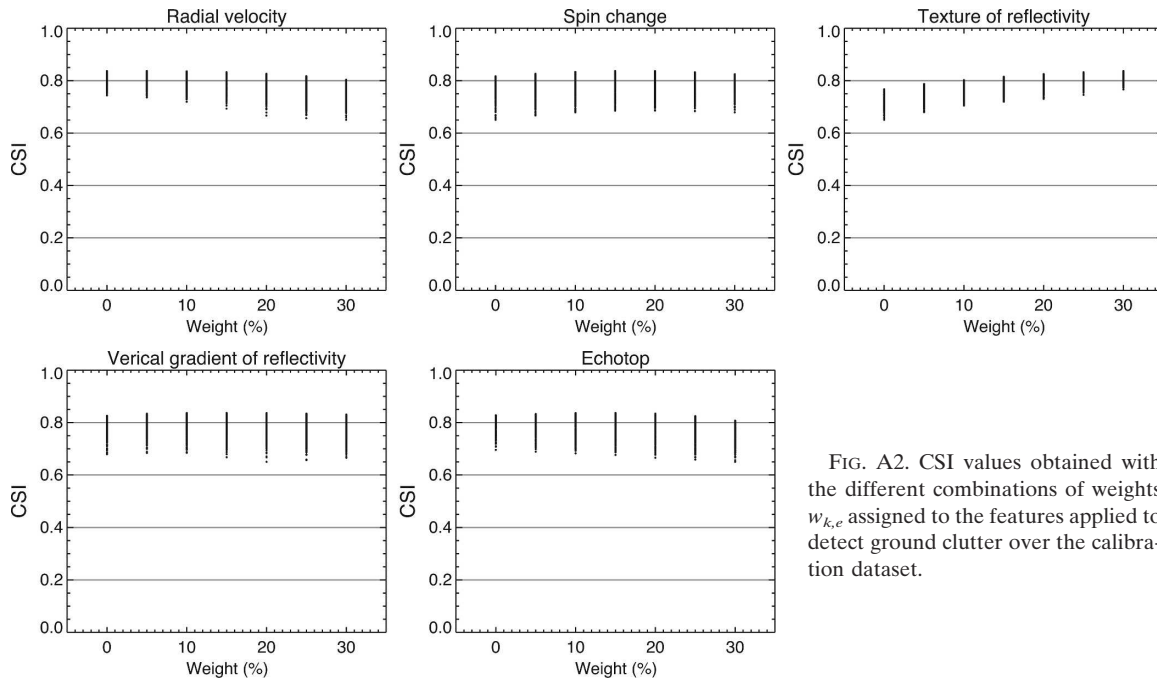 Radial velocity
Spin change
Texture of reflectivity
1.0
0.8
0.6
0.4
0.2
0.0
CSI
0
10
20
30
Weight (%)
1.0
0.8
0.6
0.4
0.2
0.0
CSI
0
10
20
30
Weight (%)
1.0
0.8
0.6
0.4
0.2
0.0
CSI
0
10
20
30
Weight (%)
Verical gradient of reflectivity
Echotop
1.0
0.8
0.6
0.4
0.2
0.0
CSI
0
10
20
30
Weight (%)
1.0
0.8
0.6
0.4
0.2
0.0
CSI
0
10
20
30
Weight (%)
FIG. A2. CSI values obtained with
the different combinations of weights
w_{k,e} assigned to the features applied to
detect ground clutter over the calibra-
tion dataset.